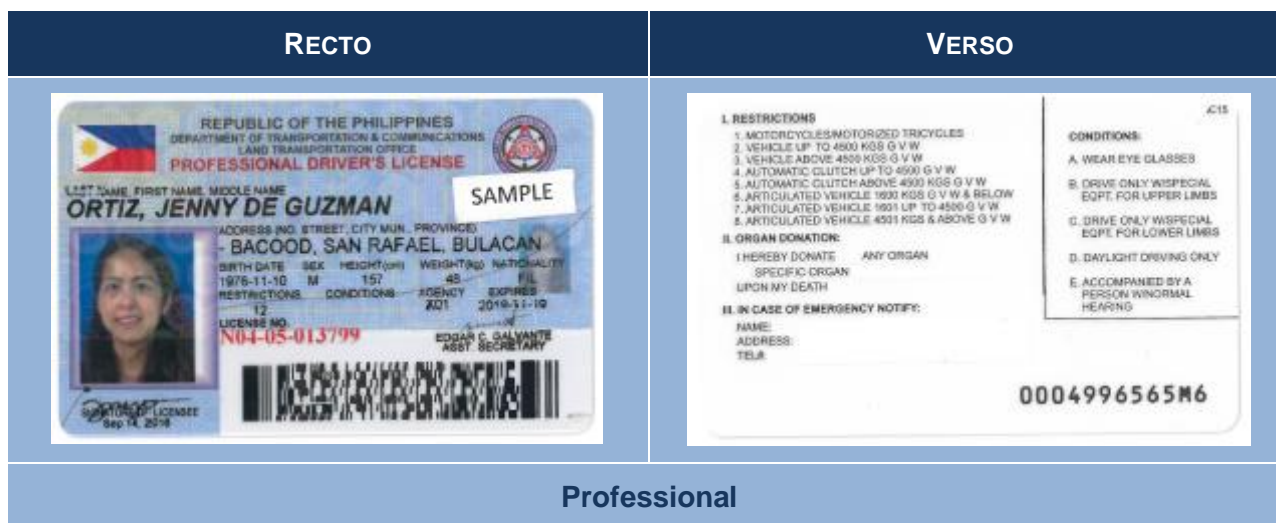 RECTO
VERSO
REPUBLIC OF THE PHILIPPINES
DEPARTMENT OF TRANSPORTATION & COMMUNICATIONS
LAND TRANSPORTATION OFFICE
PROFESSIONAL DRIVER'S LICENSE
LAST NAME, FIRST NAME, MIDDLE NAME
SAMPLE
ORTIZ, JENNY DE GUZMAN
ADDRESS (NO. STREET, CITY MUN., PROVINCE)
- BACOOD, SAN RAFAEL, BULACAN
BIRTH DATE SEX HEIGHT(cm) WEIGHT(kg) NATIONALITY
1976-11-10 M 157 48 FIL
RESTRICTIONS CONDITIONS AGENCY EXPIRES
12
LICENSE NO.
N04-05-013799
EDGAR C. GALVANTE
ASST. SECRETARY
SIGNATURE OF LICENSEE
Sep 14, 2016
C15
I. RESTRICTIONS
1. MOTORCYCLES/MOTORIZED TRICYCLES
2. VEHICLE UP TO 4500 KGS G V W
3. VEHICLE ABOVE 4500 KGS G V W
4. AUTOMATIC CLUTCH UP TO 4500 G V W
5. AUTOMATIC CLUTCH ABOVE 4500 KGS G V W
6. ARTICULATED VEHICLE 1600 KGS G V W & BELOW
7. ARTICULATED VEHICLE 1601 UP TO 4500 G V W
8. ARTICULATED VEHICLE 4501 KGS & ABOVE G V W
II. ORGAN DONATION:
I HEREBY DONATE ANY ORGAN
SPECIFIC ORGAN
UPON MY DEATH
III. IN CASE OF EMERGENCY NOTIFY:
NAME:
ADDRESS:
TEL#:
CONDITIONS:
A. WEAR EYE GLASSES
B. DRIVE ONLY W/SPECIAL
EQPT. FOR UPPER LIMBS
C. DRIVE ONLY W/SPECIAL
EQPT. FOR LOWER LIMBS
D. DAYLIGHT DRIVING ONLY
E. ACCOMPANIED BY A
PERSON W/NORMAL
HEARING
0004996565M6
Professional